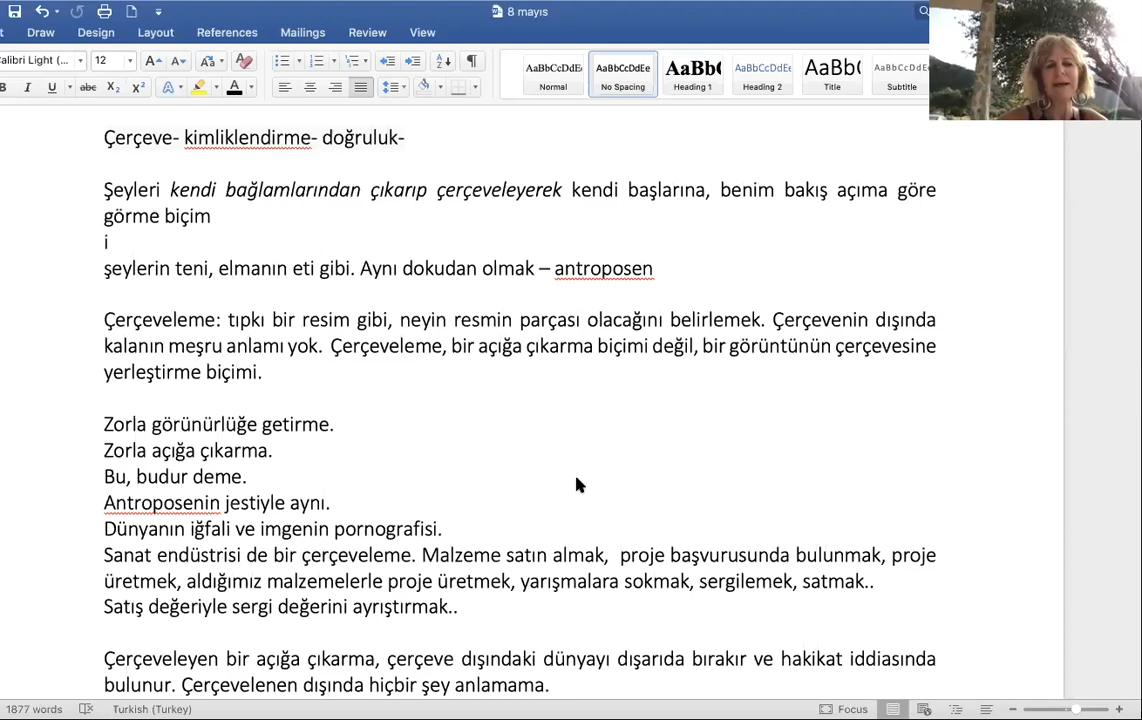 8 mayıs
Draw Design Layout References Mailings Review View
alibri Light (... 12
AaBbCcDdE AaBbCcDdEe AaBb( AaBbCcDdE AaBb( AaBbCcDdE
Normal No Spacing Heading 1 Heading 2 Title Subtitle
Çerçeve- kimliklendirme- doğruluk-
Şeyleri kendi bağlamlarından çıkarıp çerçeveleyerek kendi başlarına, benim bakış açıma göre
görme biçim
i
şeylerin teni, elmanın eti gibi. Aynı dokudan olmak – antroposen
Çerçeveleme: tıpkı bir resim gibi, neyin resmin parçası olacağını belirlemek. Çerçevenin dışında
kalanın meşru anlamı yok. Çerçeveleme, bir açığa çıkarma biçimi değil, bir görüntünün çerçevesine
yerleştirme biçimi.
Zorla görünürlüğe getirme.
Zorla açığa çıkarma.
Bu, budur deme.
Antroposenin jestiyle aynı.
Dünyanın iğfali ve imgenin pornografisi.
Sanat endüstrisi de bir çerçeveleme. Malzeme satın almak, proje başvurusunda bulunmak, proje
üretmek, aldığımız malzemelerle proje üretmek, yarışmalara sokmak, sergilemek, satmak..
Satış değeriyle sergi değerini ayrıştırmak..
Çerçeveleyen bir açığa çıkarma, çerçeve dışındaki dünyayı dışarıda bırakır ve hakikat iddiasında
bulunur. Çerçevelenen dışında hiçbir şey anlamama.
1877 words Turkish (Turkey) Focus